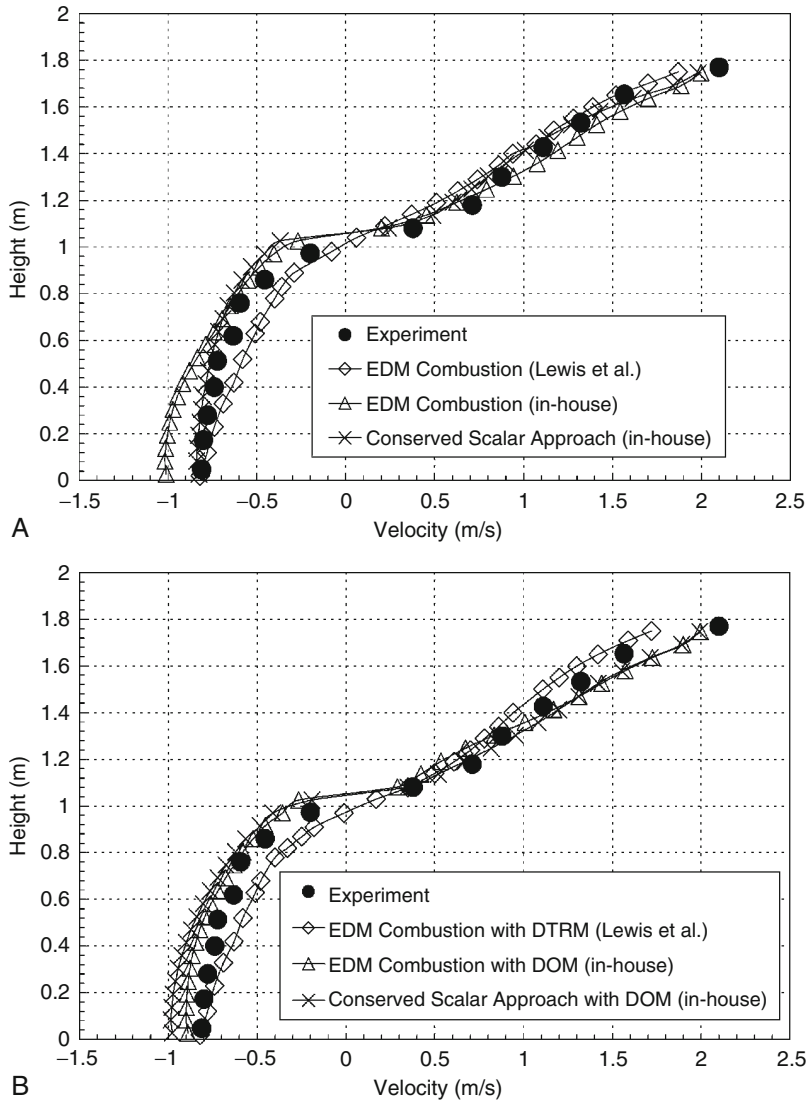 2
1.8
1.6
1.4
1.2
1
0.8
0.6
0.4
0.2
0
Height (m)
Experiment
EDM Combustion (Lewis et al.)
EDM Combustion (in-house)
Conserved Scalar Approach (in-house)
−1.5 −1 −0.5 0 0.5 1 1.5 2 2.5
Velocity (m/s)
A
2
1.8
1.6
1.4
1.2
1
0.8
0.6
0.4
0.2
0
Height (m)
Experiment
EDM Combustion with DTRM (Lewis et al.)
EDM Combustion with DOM (in-house)
Conserved Scalar Approach with DOM (in-house)
−1.5 −1 −0.5 0 0.5 1 1.5 2 2.5
Velocity (m/s)
B